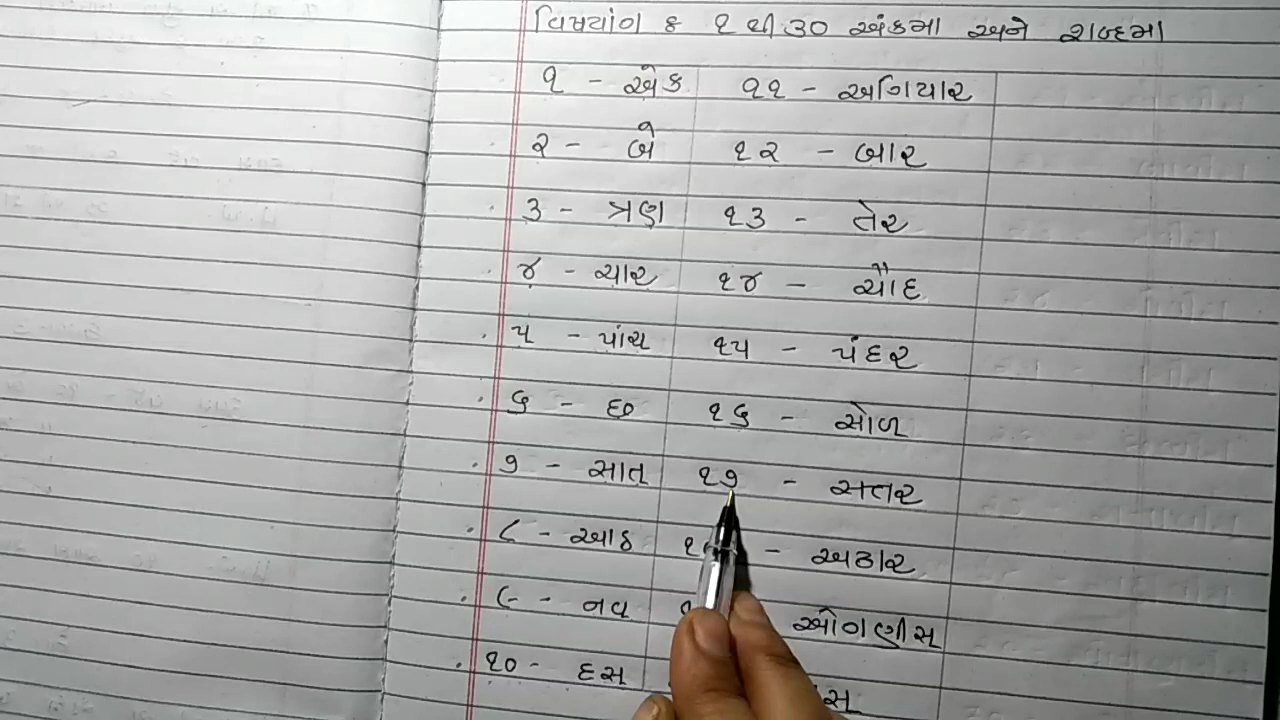 વિષયાંગ ૬ ૧ થી ૩૦ અંકમા અને શબ્દમા
૧ - એક ૧૧ - અગિયાર
૨ - બે ૧૨ - બાર
૩ - ત્રણ ૧૩ - તેર
૪ - ચાર ૧૪ - ચૌદ
૫ - પાંચ ૧૫ - પંદર
૬ - છ ૧૬ - સોળ
૭ - સાત ૧૭ - સત્તર
૮ - આઠ - અઢાર
૯ - નવ ઓગણીસ
૧૦ - દસ